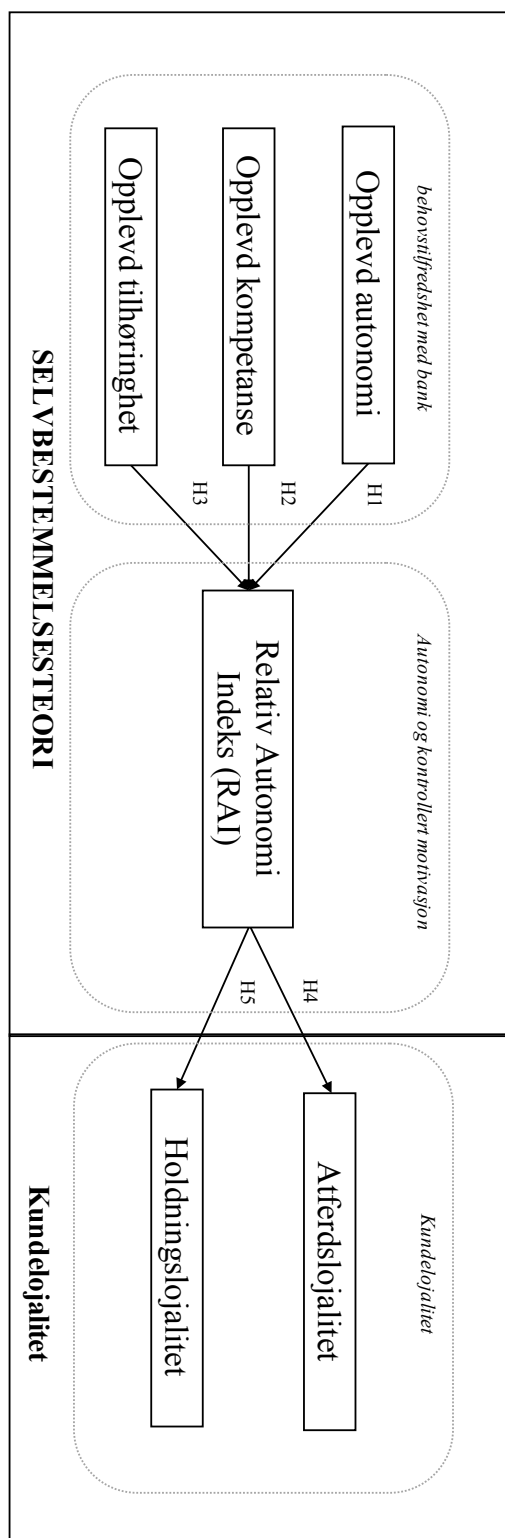 behovstilfredshet med bank
Opplevd autonomi
Opplevd kompetanse
Opplevd tilhøringhet
H1
H2
H3
Autonomi og kontrollert motivasjon
Relativ Autonomi
Indeks (RAI)
H4
H5
Kundelojalitet
Atferdslojalitet
Holdningslojalitet
SELVBESTEMMELSESTEORI
Kundelojalitet